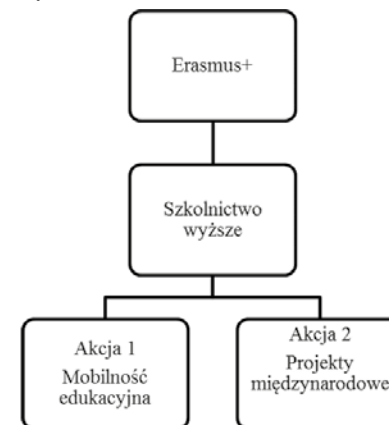 Erasmus+
Szkolnictwo
wyższe
Akcja 1
Mobilność
edukacyjna
Akcja 2
Projekty
międzynarodowe